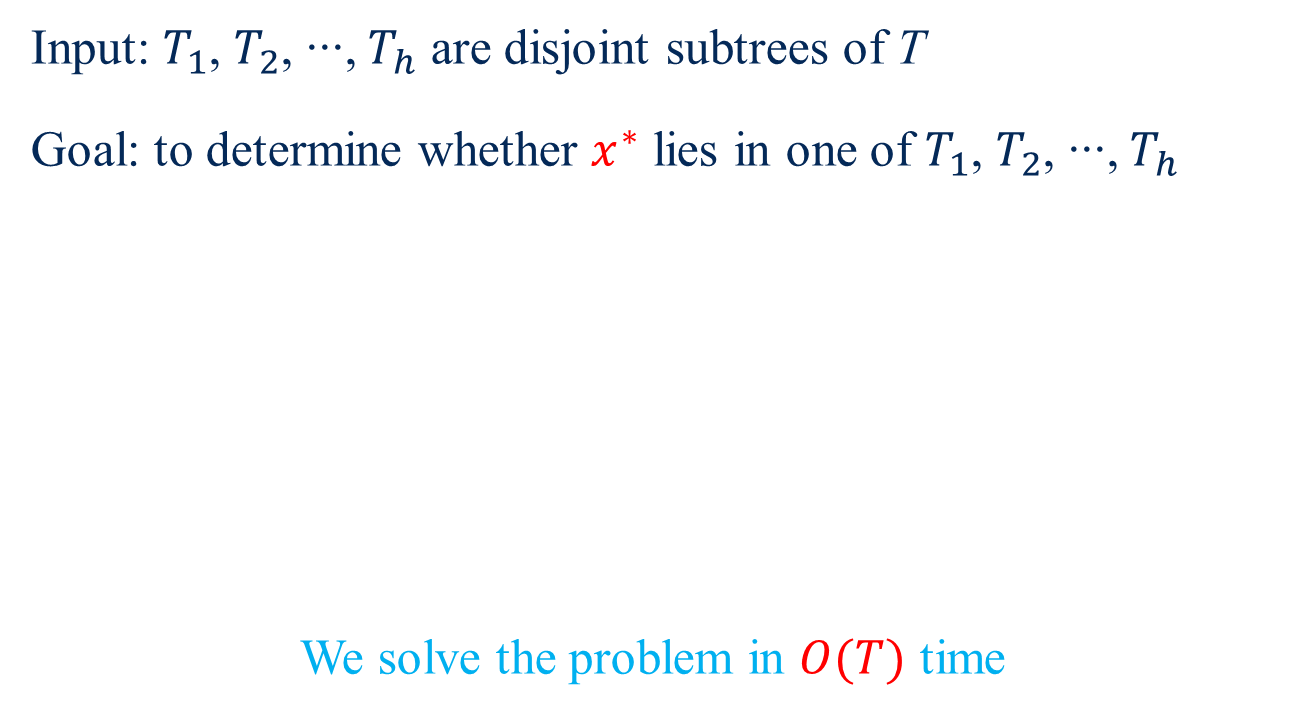 Input: T₁, T₂, ⋯, Tₕ are disjoint subtrees of T
Goal: to determine whether x* lies in one of T₁, T₂, ⋯, Tₕ
We solve the problem in O(T) time